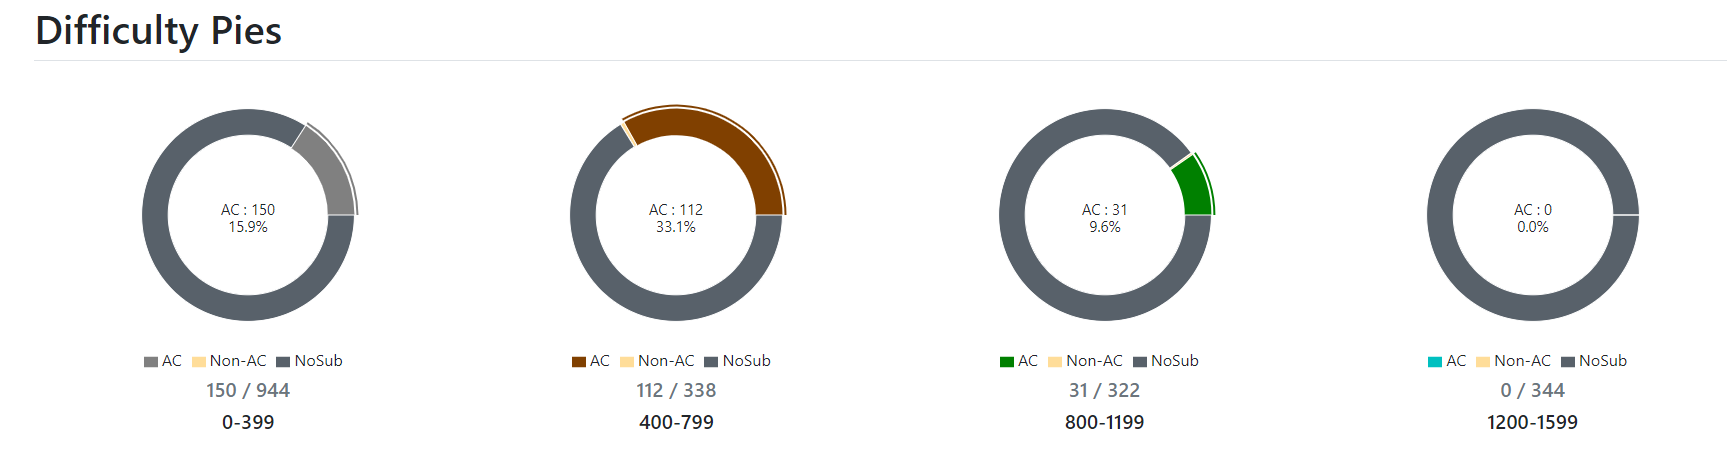 Difficulty Pies
AC : 150
15.9%
AC : 112
33.1%
AC : 31
9.6%
AC : 0
0.0%
AC Non-AC NoSub
150 / 944
0-399
AC Non-AC NoSub
112 / 338
400-799
AC Non-AC NoSub
31 / 322
800-1199
AC Non-AC NoSub
0 / 344
1200-1599